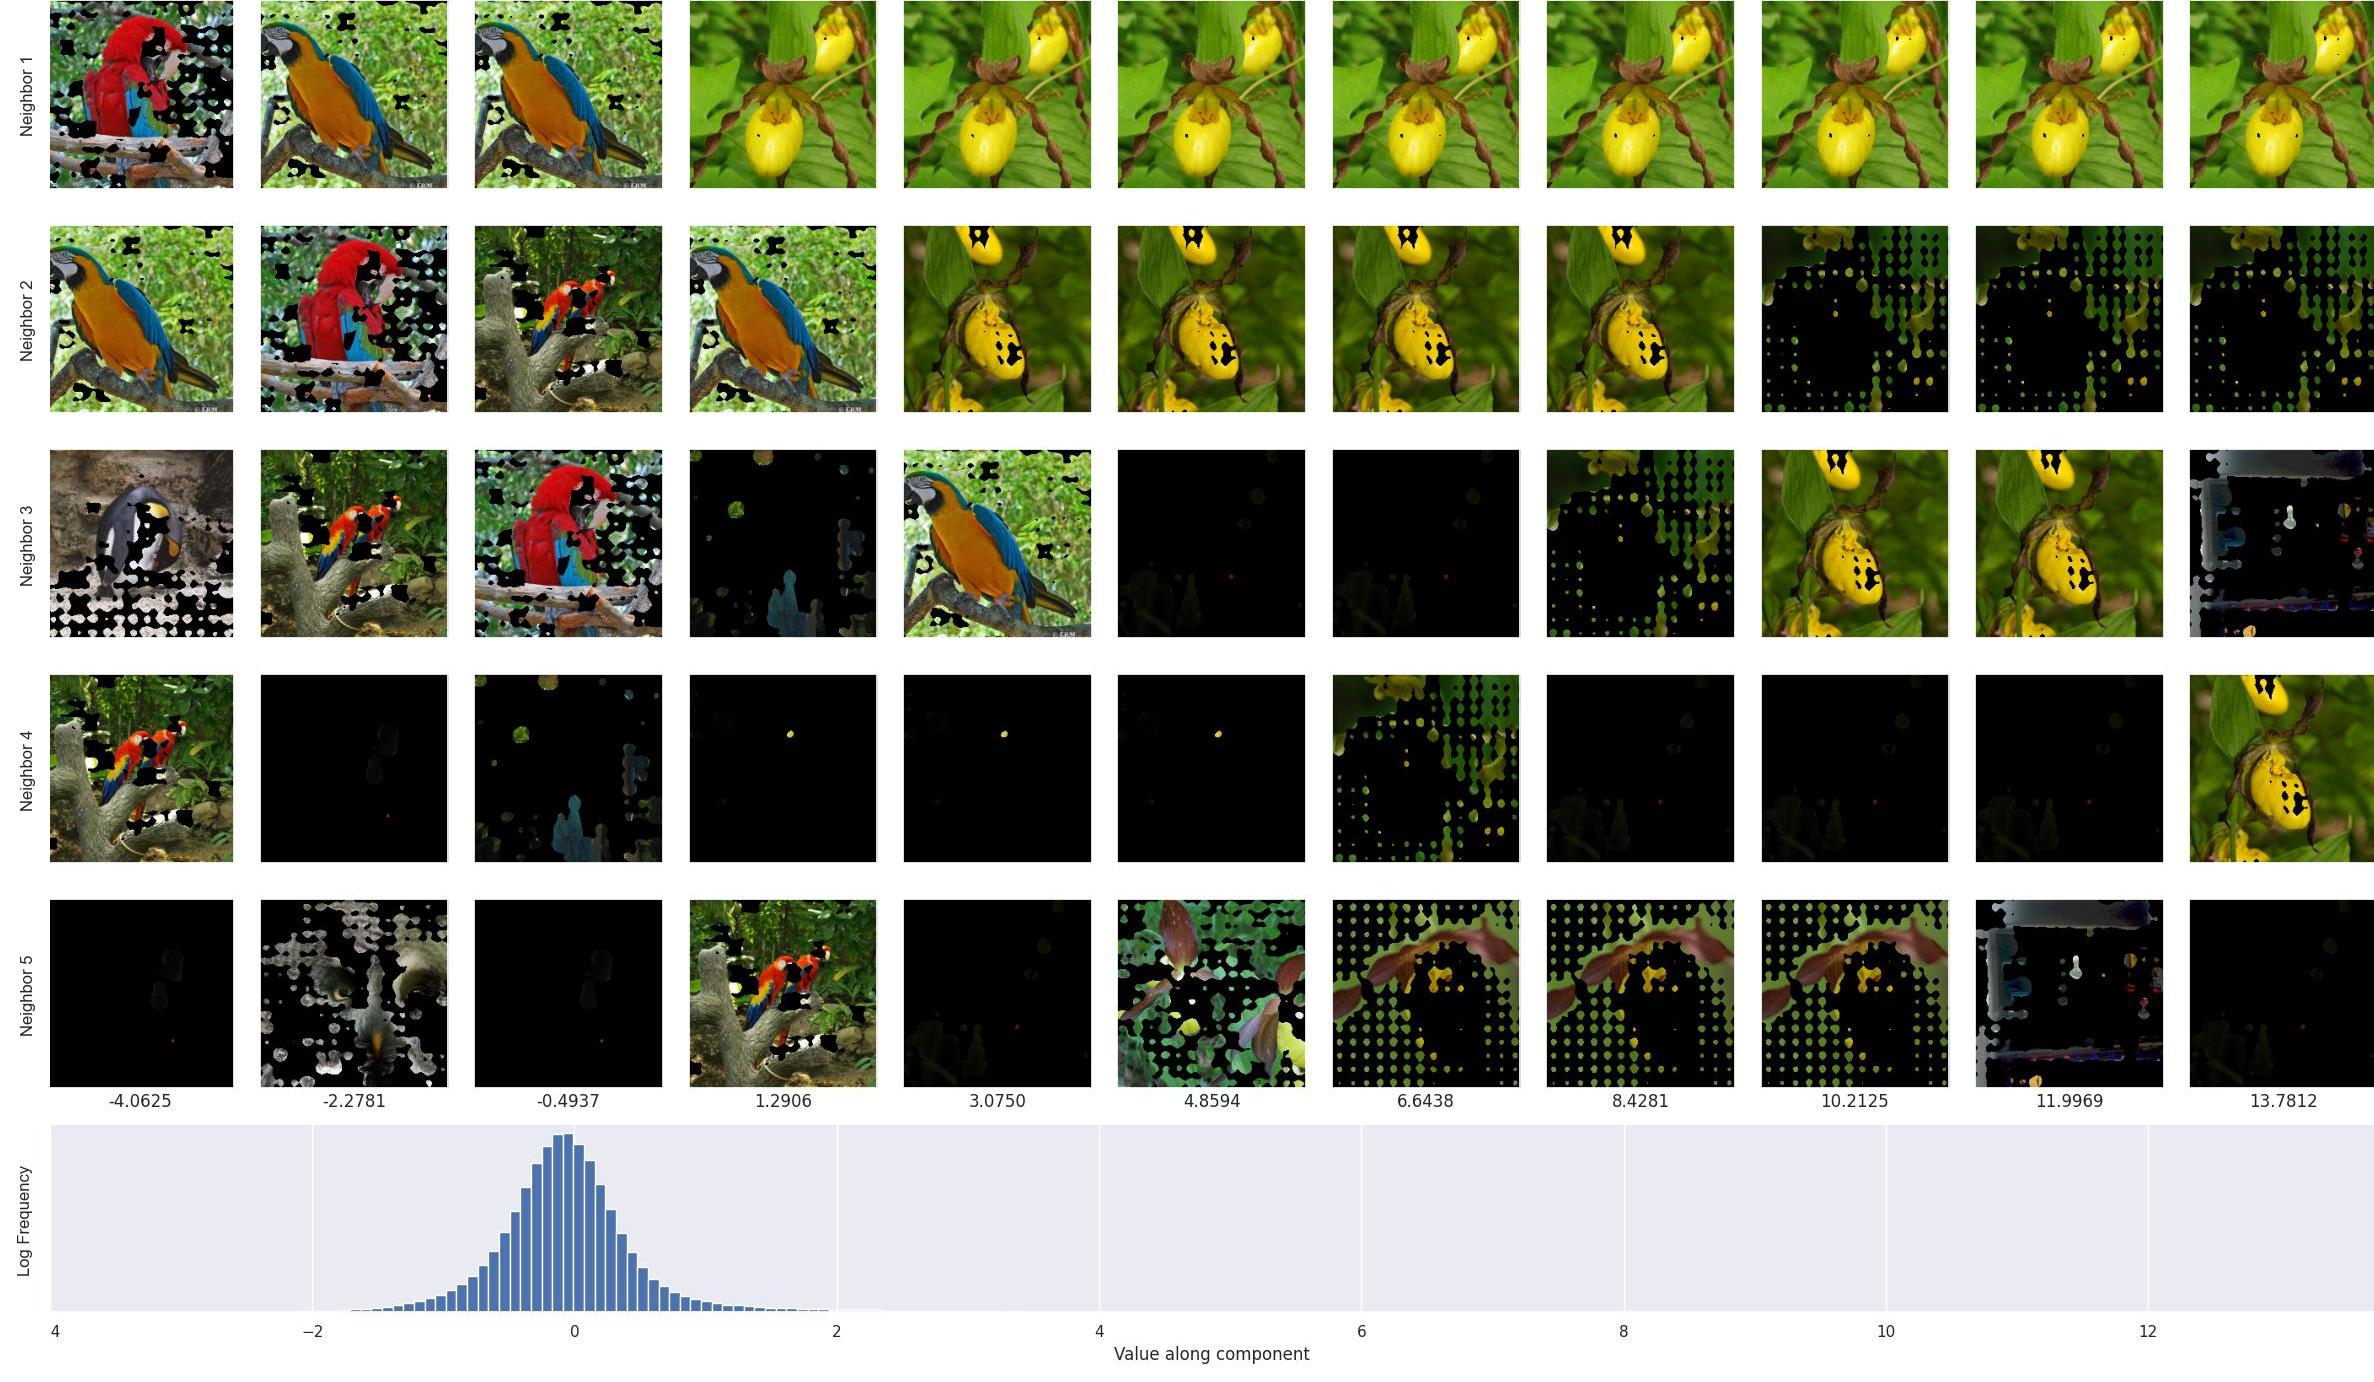 Neighbor 1
Neighbor 2
Neighbor 3
Neighbor 4
Neighbor 5
-4.0625 -2.2781 -0.4937 1.2906 3.0750 4.8594 6.6438 8.4281 10.2125 11.9969 13.7812
Log Frequency
4 −2 0 2 4 6 8 10 12
Value along component